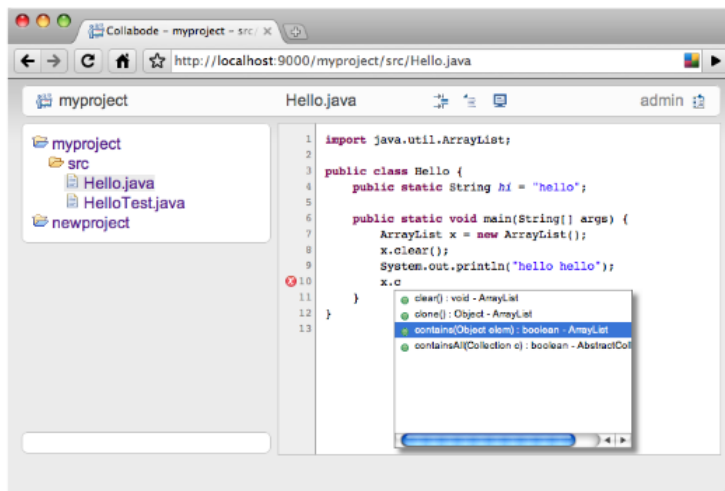 Collabode – myproject – src/
http://localhost:9000/myproject/src/Hello.java
myproject
Hello.java
admin
myproject
src
Hello.java
HelloTest.java
newproject
1 import java.util.ArrayList;
2
3 public class Hello {
4 public static String hi = "hello";
5
6 public static void main(String[] args) {
7 ArrayList x = new ArrayList();
8 x.clear();
9 System.out.println("hello hello");
10 x.c
11 }
12 }
13
clear() : void - ArrayList
clone() : Object - ArrayList
contains(Object elem) : boolean - ArrayList
containsAll(Collection c) : boolean - AbstractCol